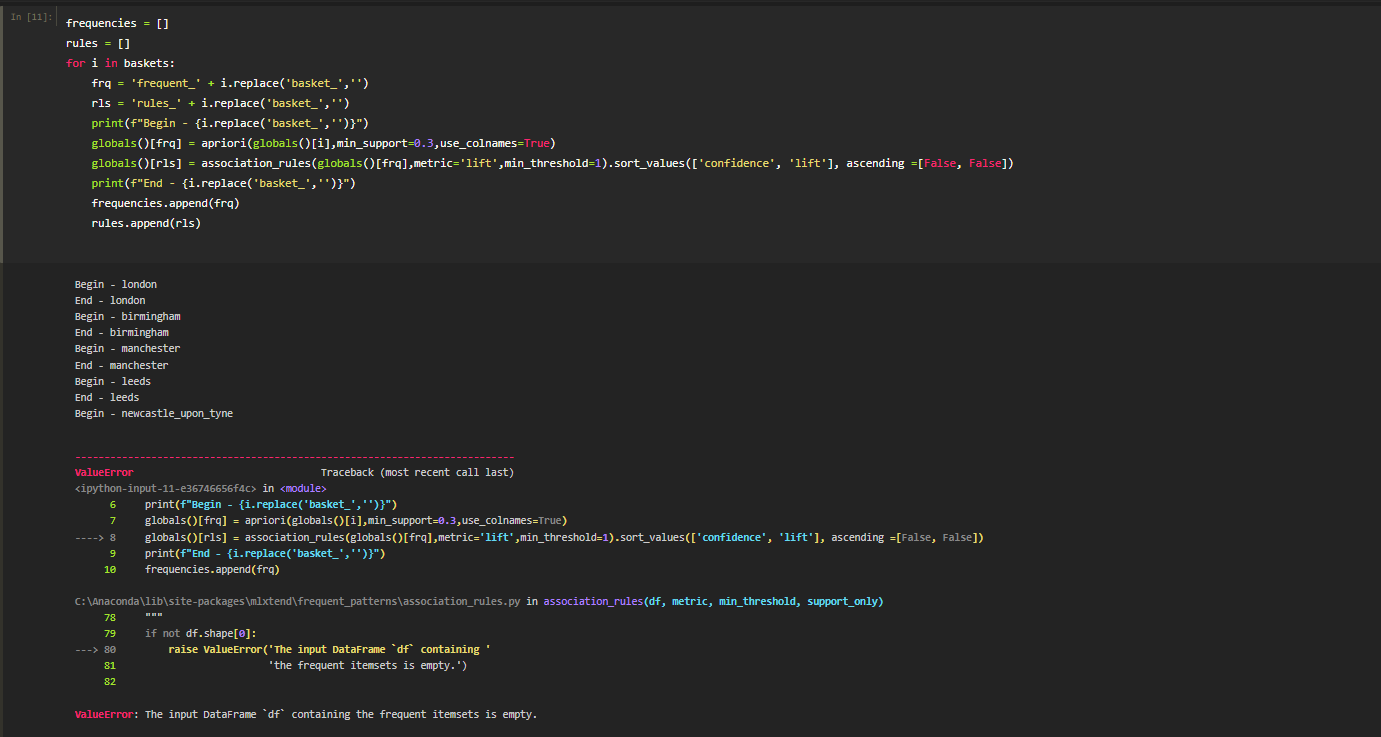 In [11]:
frequencies = []
rules = []
for i in baskets:
    frq = 'frequent_' + i.replace('basket_','')
    rls = 'rules_' + i.replace('basket_','')
    print(f"Begin - {i.replace('basket_','')}")
    globals()[frq] = apriori(globals()[i],min_support=0.3,use_colnames=True)
    globals()[rls] = association_rules(globals()[frq],metric='lift',min_threshold=1).sort_values(['confidence', 'lift'], ascending =[False, False])
    print(f"End - {i.replace('basket_','')}")
    frequencies.append(frq)
    rules.append(rls)
Begin - london
End - london
Begin - birmingham
End - birmingham
Begin - manchester
End - manchester
Begin - leeds
End - leeds
Begin - newcastle_upon_tyne
---------------------------------------------------------------------------
ValueError                                Traceback (most recent call last)
<ipython-input-11-e36746656f4c> in <module>
      6     print(f"Begin - {i.replace('basket_','')}")
      7     globals()[frq] = apriori(globals()[i],min_support=0.3,use_colnames=True)
----> 8     globals()[rls] = association_rules(globals()[frq],metric='lift',min_threshold=1).sort_values(['confidence', 'lift'], ascending =[False, False])
      9     print(f"End - {i.replace('basket_','')}")
     10     frequencies.append(frq)
C:\Anaconda\lib\site-packages\mlxtend\frequent_patterns\association_rules.py in association_rules(df, metric, min_threshold, support_only)
     78     """
     79     if not df.shape[0]:
---> 80         raise ValueError('The input DataFrame `df` containing '
     81                          'the frequent itemsets is empty.')
     82
ValueError: The input DataFrame `df` containing the frequent itemsets is empty.